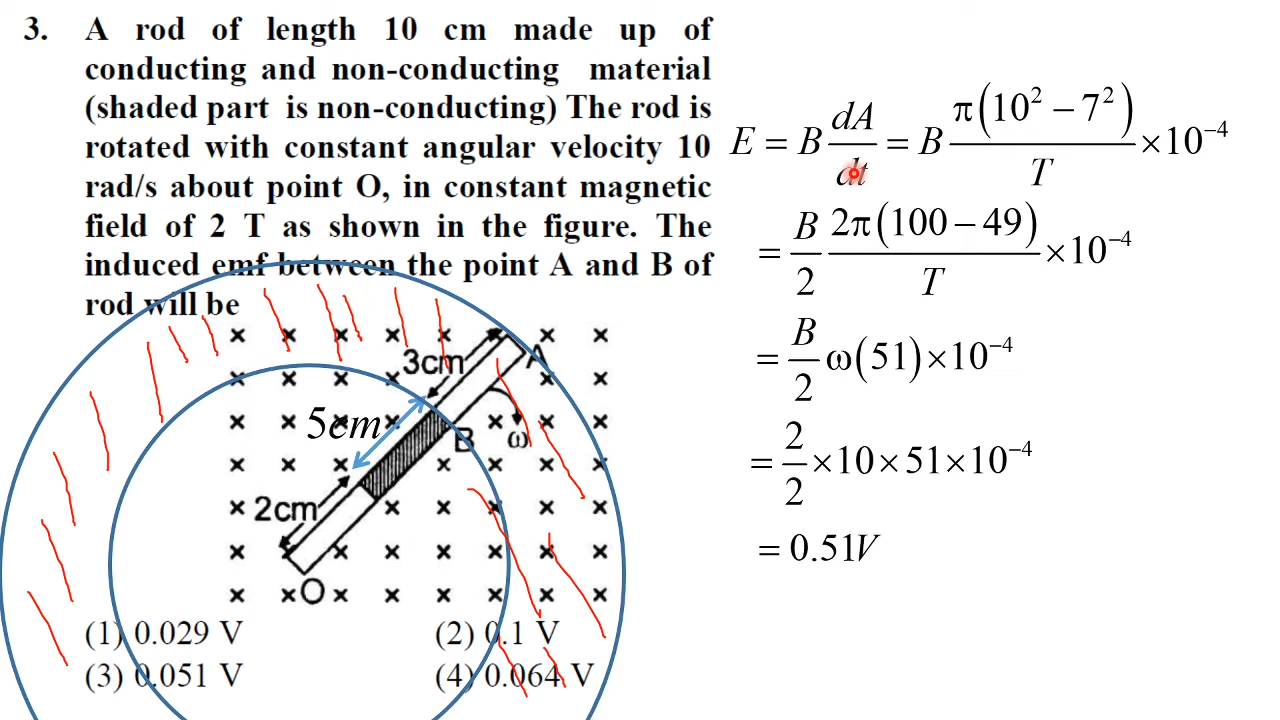 3. A rod of length 10 cm made up of
conducting and non-conducting material
(shaded part is non-conducting) The rod is
rotated with constant angular velocity 10
rad/s about point O, in constant magnetic
field of 2 T as shown in the figure. The
induced emf between the point A and B of
rod will be
3cm
A
5cm
B
ω
2cm
O
(1) 0.029 V (2) 0.1 V
(3) 0.051 V (4) 0.064 V
E = B dA/dt = B π(10² − 7²)/T ×10⁻⁴
= B/2 2π(100 − 49)/T ×10⁻⁴
= B/2 ω(51)×10⁻⁴
= 2/2 ×10×51×10⁻⁴
= 0.51V